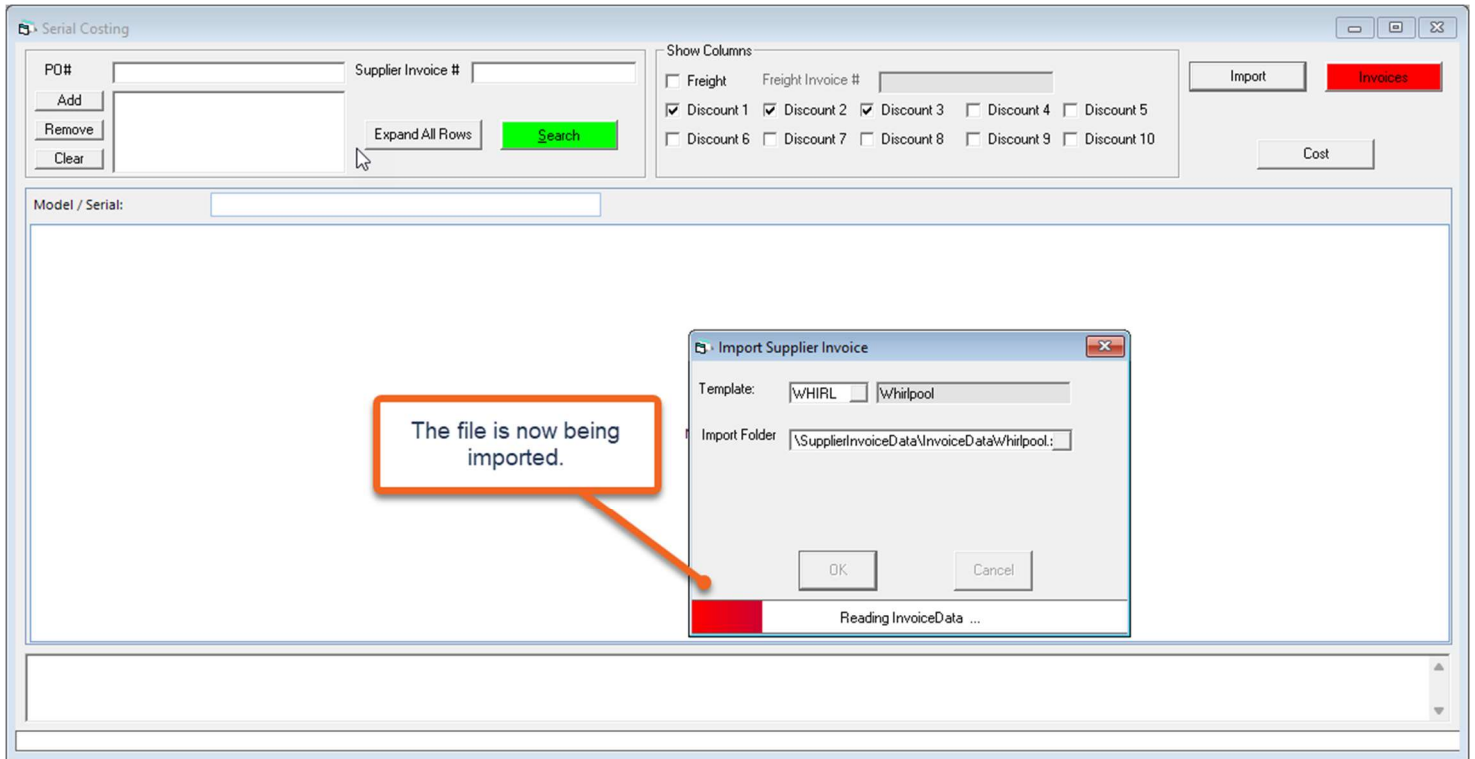 Serial Costing
PO#
Supplier Invoice #
Add
Remove
Clear
Expand All Rows
Search
Show Columns
Freight
Freight Invoice #
Discount 1
Discount 2
Discount 3
Discount 4
Discount 5
Discount 6
Discount 7
Discount 8
Discount 9
Discount 10
Import
Invoices
Cost
Model / Serial:
The file is now being
imported.
Import Supplier Invoice
Template:
WHIRL
Whirlpool
Import Folder
\SupplierInvoiceData\InvoiceDataWhirlpool.:
OK
Cancel
Reading InvoiceData ...